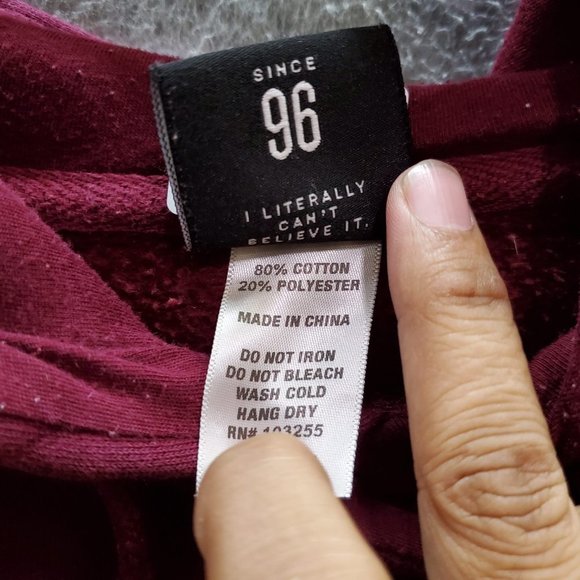 SINCE
96
I LITERALLY
CAN'T
BELIEVE IT.
80% COTTON
20% POLYESTER
MADE IN CHINA
DO NOT IRON
DO NOT BLEACH
WASH COLD
HANG DRY
RN# 103255